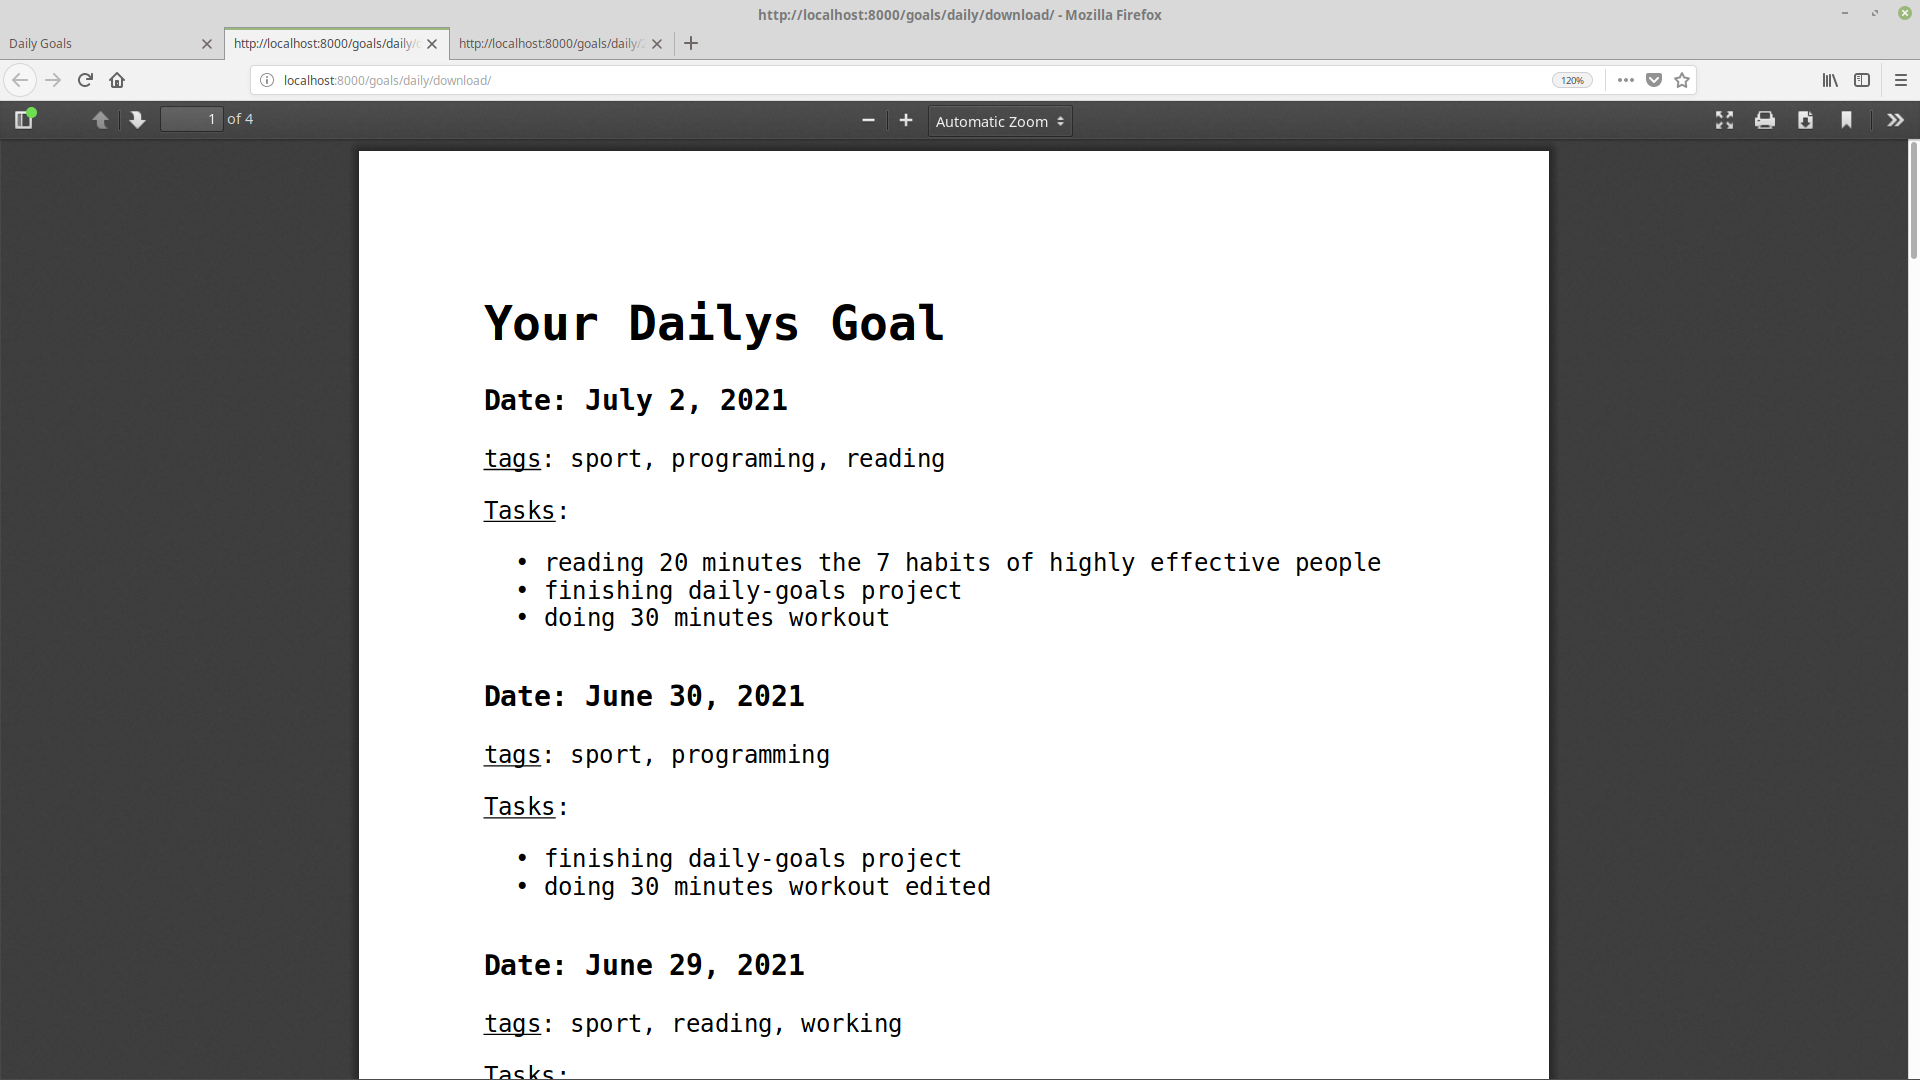 http://localhost:8000/goals/daily/download/ - Mozilla Firefox
Daily Goals
http://localhost:8000/goals/daily/
http://localhost:8000/goals/daily/
localhost:8000/goals/daily/download/
120%
1 of 4
Automatic Zoom
Your Dailys Goal
Date: July 2, 2021
tags: sport, programing, reading
Tasks:
• reading 20 minutes the 7 habits of highly effective people
• finishing daily-goals project
• doing 30 minutes workout
Date: June 30, 2021
tags: sport, programming
Tasks:
• finishing daily-goals project
• doing 30 minutes workout edited
Date: June 29, 2021
tags: sport, reading, working
Tasks: